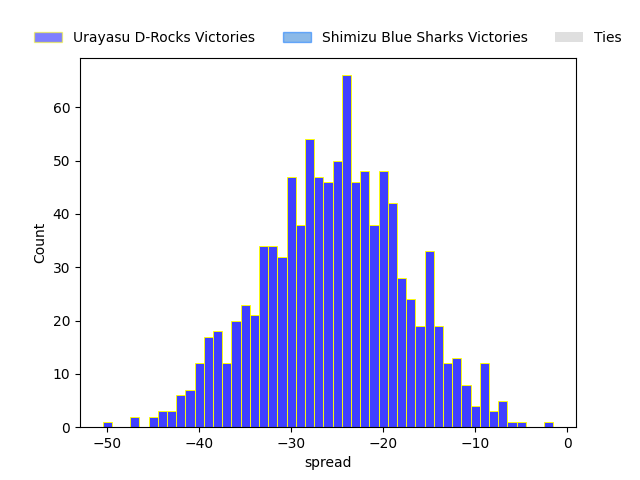 Urayasu D-Rocks Victories Shimizu Blue Sharks Victories Ties
60
50
40
30
20
10
0
Count
−50 −40 −30 −20 −10 0
spread